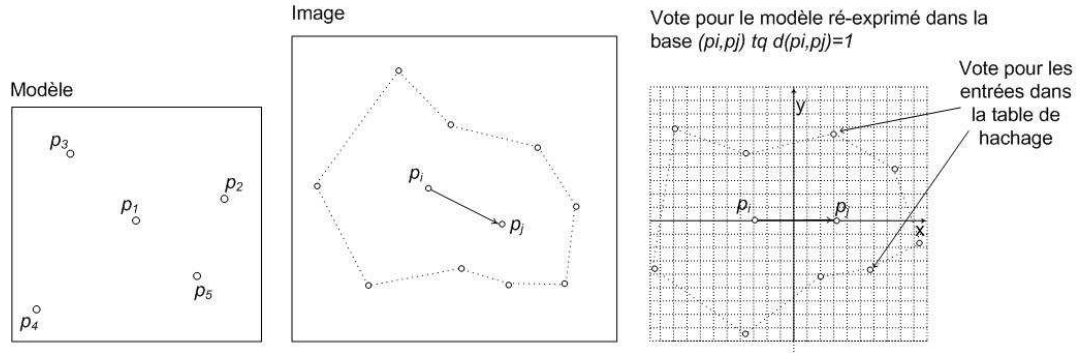 Modèle
p3
p2
p1
p5
p4
Image
pi
pj
Vote pour le modèle ré-exprimé dans la
base (pi,pj) tq d(pi,pj)=1
Vote pour les
entrées dans
la table de
hachage
y
pi
pj
x